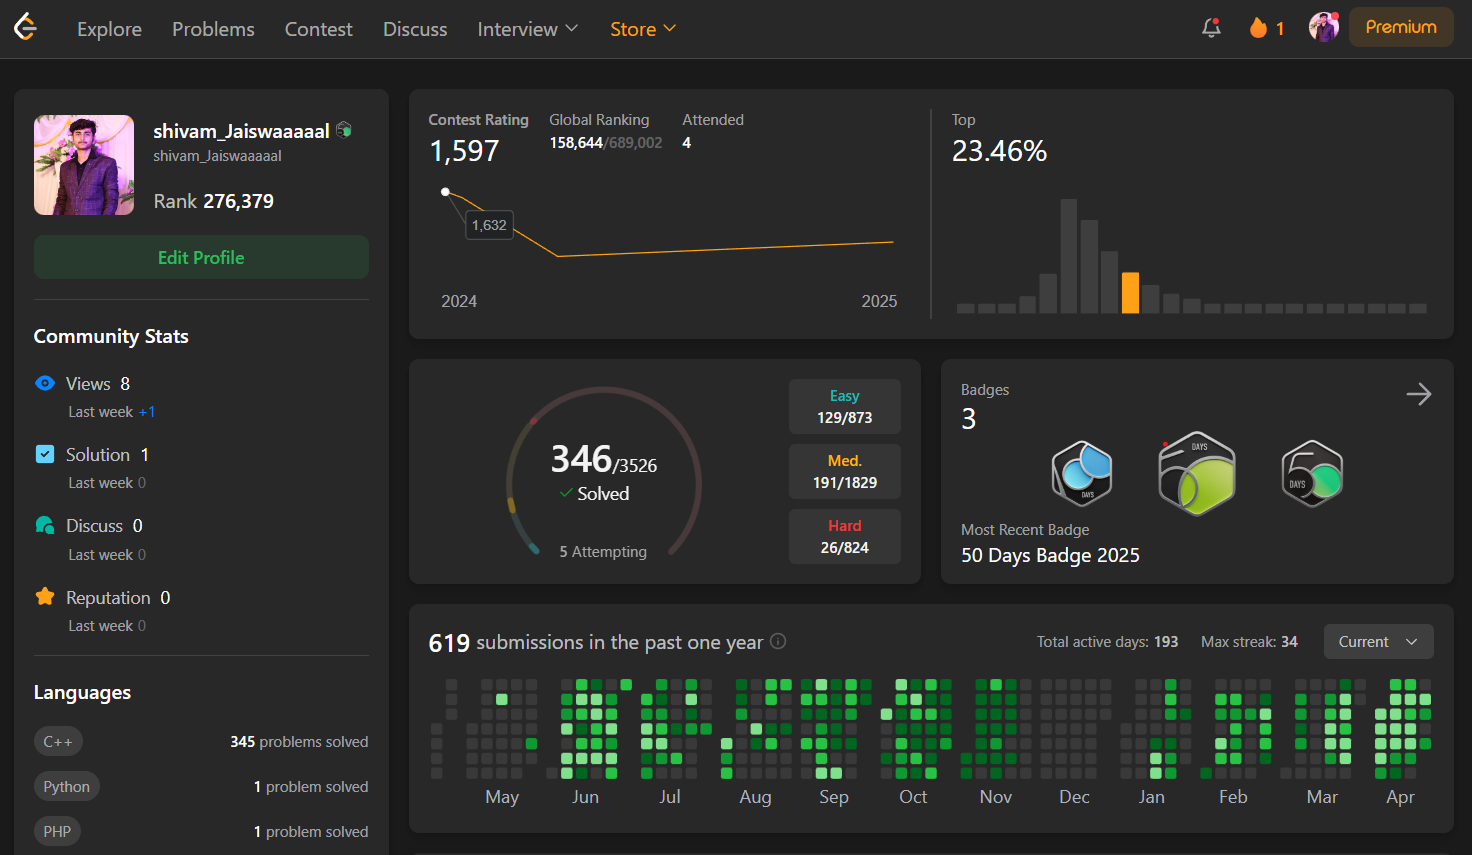 Explore Problems Contest Discuss Interview Store 1 Premium
shivam_Jaiswaaaaal
shivam_Jaiswaaaaal
Rank 276,379
Edit Profile
Community Stats
Views 8
Last week +1
Solution 1
Last week 0
Discuss 0
Last week 0
Reputation 0
Last week 0
Languages
C++ 345 problems solved
Python 1 problem solved
PHP 1 problem solved
Contest Rating Global Ranking Attended
1,597 158,644/689,002 4
1,632
2024 2025
Top
23.46%
346/3526
Solved
5 Attempting
Easy
129/873
Med.
191/1829
Hard
26/824
Badges
3
DAYS
DAYS
50
DAYS
Most Recent Badge
50 Days Badge 2025
619 submissions in the past one year Total active days: 193 Max streak: 34 Current
May Jun Jul Aug Sep Oct Nov Dec Jan Feb Mar Apr